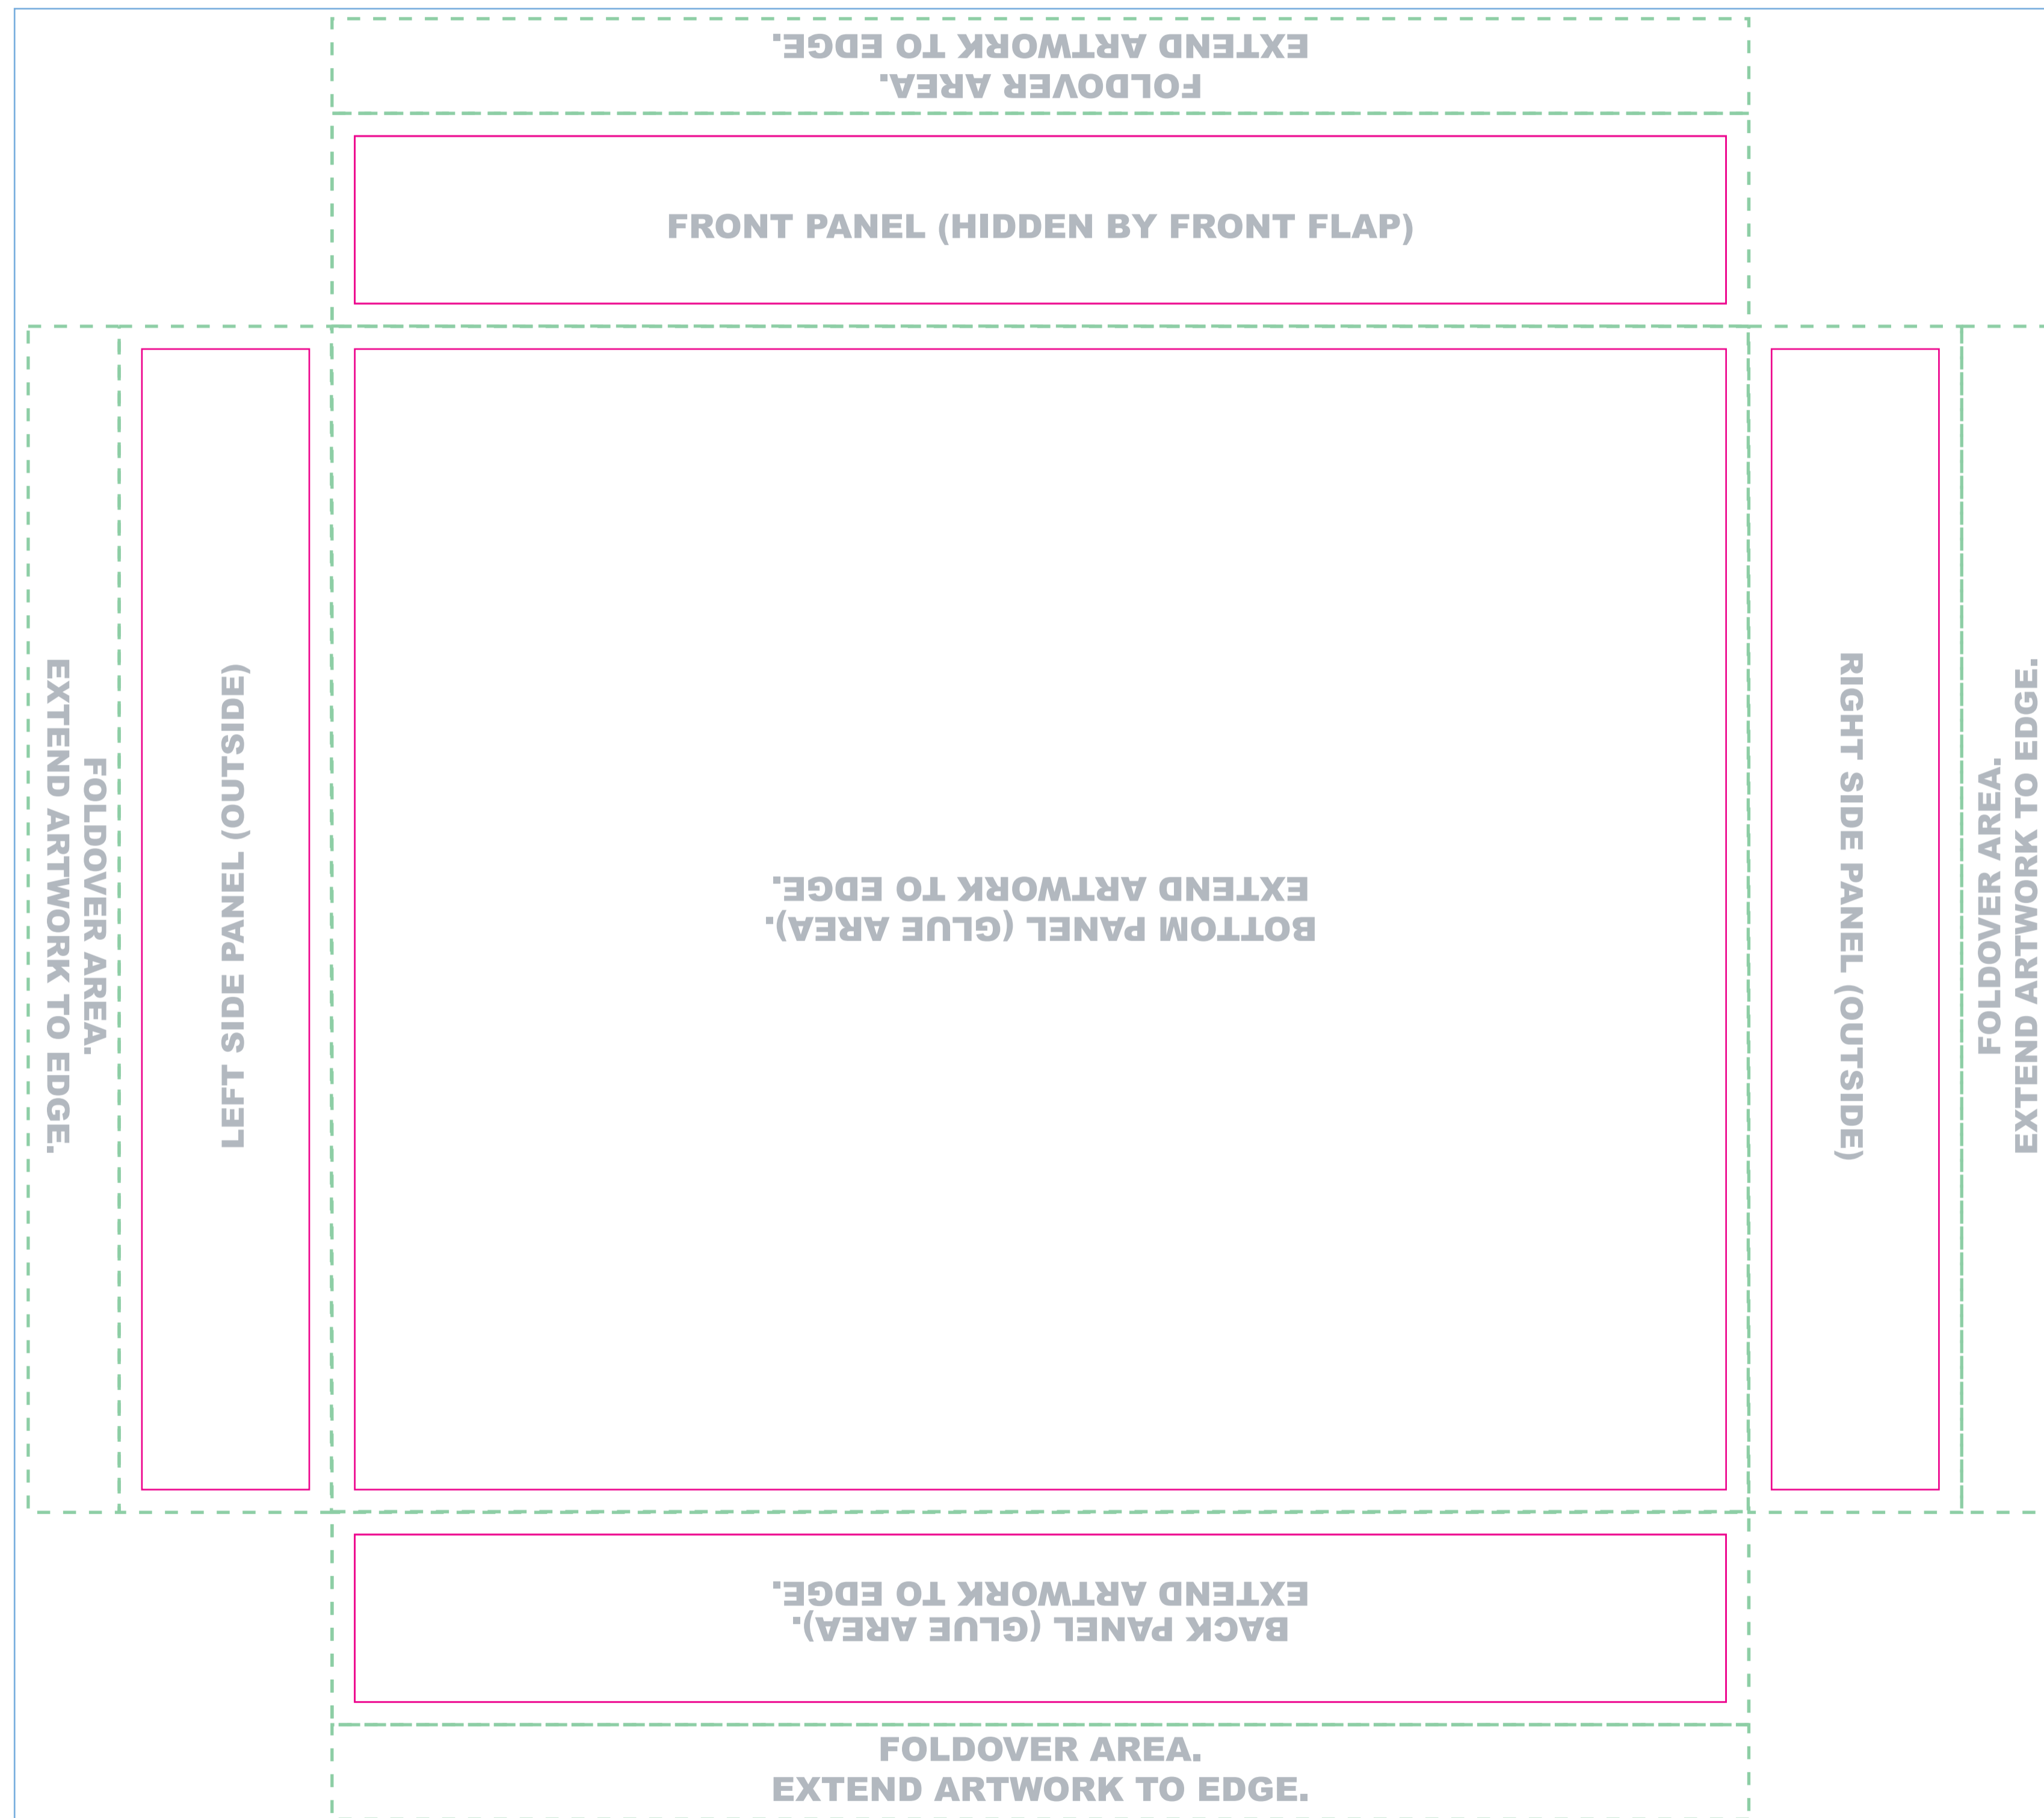 EXTEND ARTWORK TO EDGE.
FOLDOVER AREA.
FRONT PANEL (HIDDEN BY FRONT FLAP)
FOLDOVER AREA.
EXTEND ARTWORK TO EDGE.
LEFT SIDE PANEL (OUTSIDE)
BOTTOM PANEL (GLUE AREA).
EXTEND ARTWORK TO EDGE.
RIGHT SIDE PANEL (OUTSIDE)
FOLDOVER AREA.
EXTEND ARTWORK TO EDGE.
BACK PANEL (GLUE AREA).
EXTEND ARTWORK TO EDGE.
FOLDOVER AREA.
EXTEND ARTWORK TO EDGE.